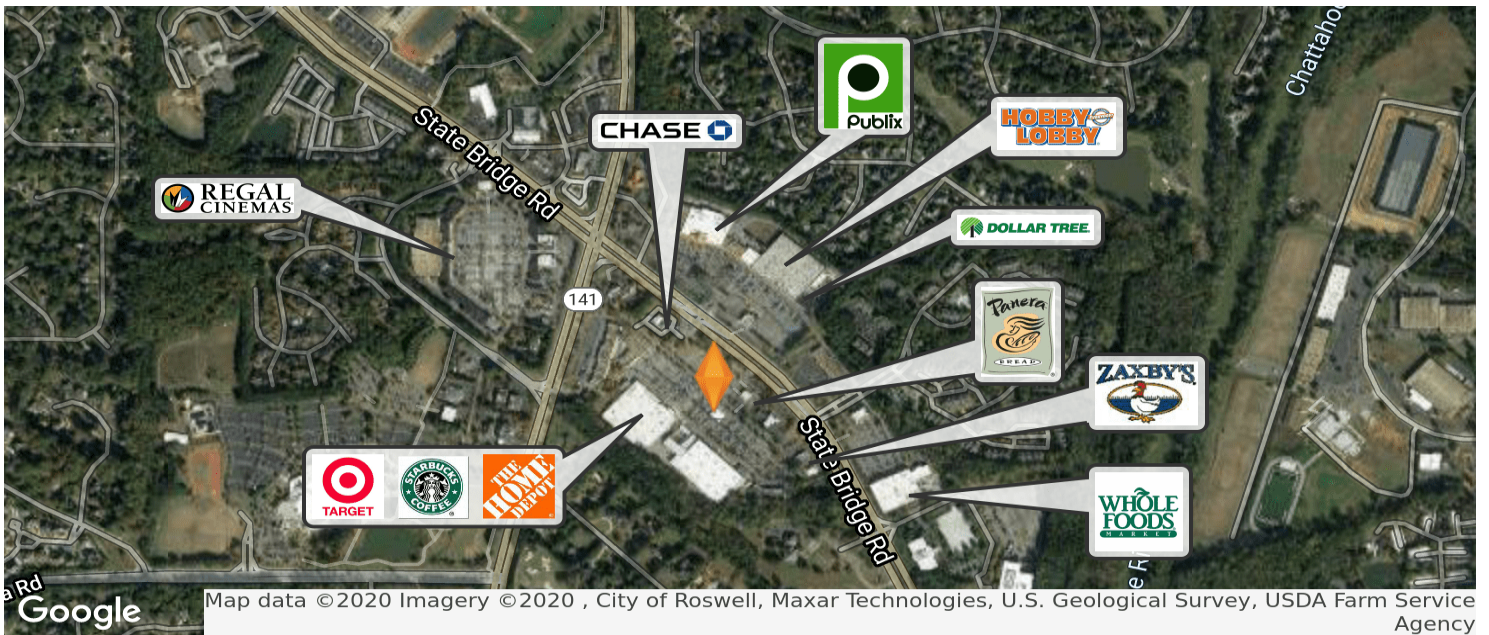 Chattahoo
Publix
CHASE
HOBBY
LOBBY
State Bridge Rd
REGAL
CINEMAS
DOLLAR TREE
141
Panera
BREAD
ZAXBY'S
State Bridge Rd
TARGET
STARBUCKS
COFFEE
THE
HOME
DEPOT
WHOLE
FOODS
MARKET
e R
a Rd
Google
Map data ©2020 Imagery ©2020 , City of Roswell, Maxar Technologies, U.S. Geological Survey, USDA Farm Service
Agency